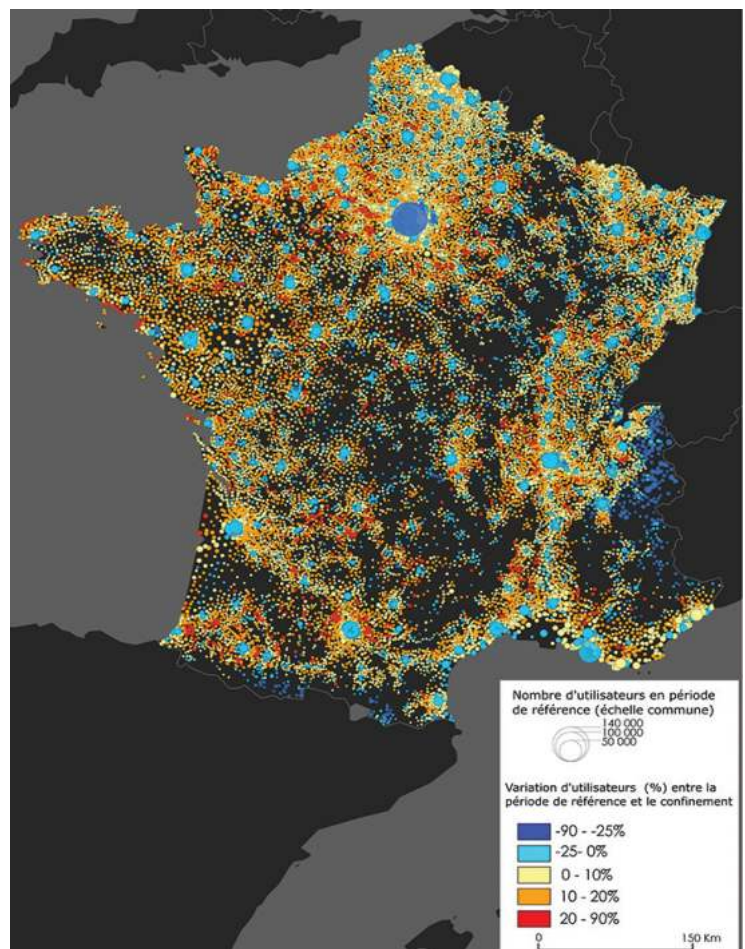 Nombre d'utilisateurs en période
de référence (échelle commune)
140 000
100 000
50 000
Variation d'utilisateurs (%) entre la
période de référence et le confinement
-90 - -25%
-25- 0%
0 - 10%
10 - 20%
20 - 90%
0 150 Km